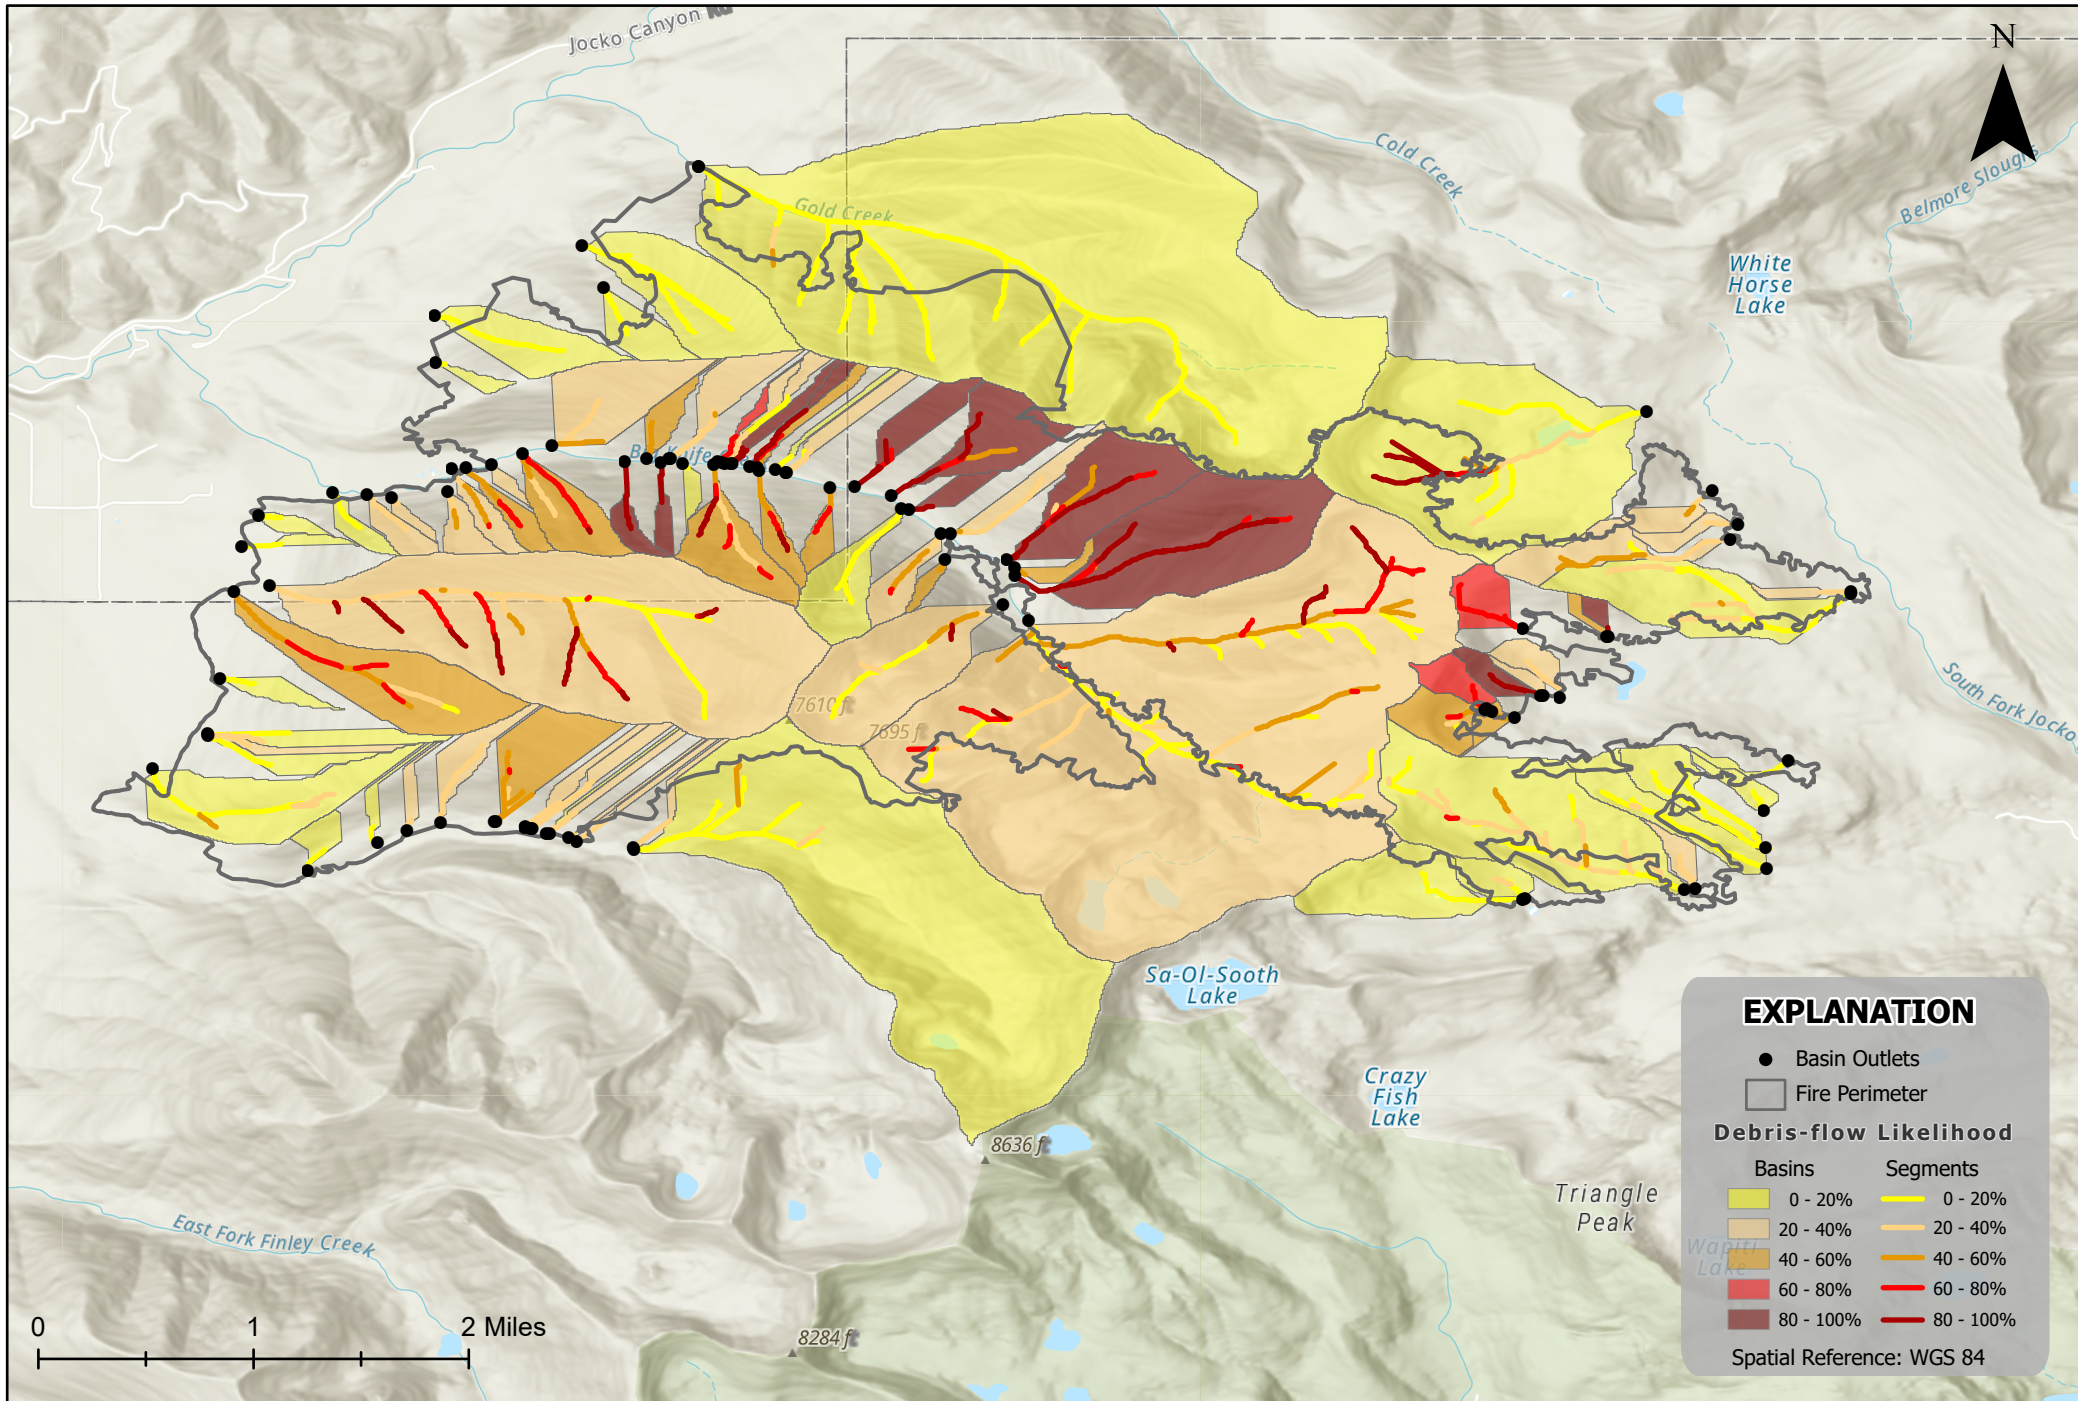 Jocko Canyon Rd
N
Cold Creek
Belmore Sloughs
Gold Creek
White
Horse
Lake
7610 ft
7695 ft
South Fork Jocko
Sa-Ol-Sooth
Lake
Crazy
Fish
Lake
8636 ft
Triangle
Peak
Wapiti
Lake
East Fork Finley Creek
8284 ft
0 1 2 Miles
EXPLANATION
Basin Outlets
Fire Perimeter
Debris-flow Likelihood
Basins Segments
0 - 20% 0 - 20%
20 - 40% 20 - 40%
40 - 60% 40 - 60%
60 - 80% 60 - 80%
80 - 100% 80 - 100%
Spatial Reference: WGS 84